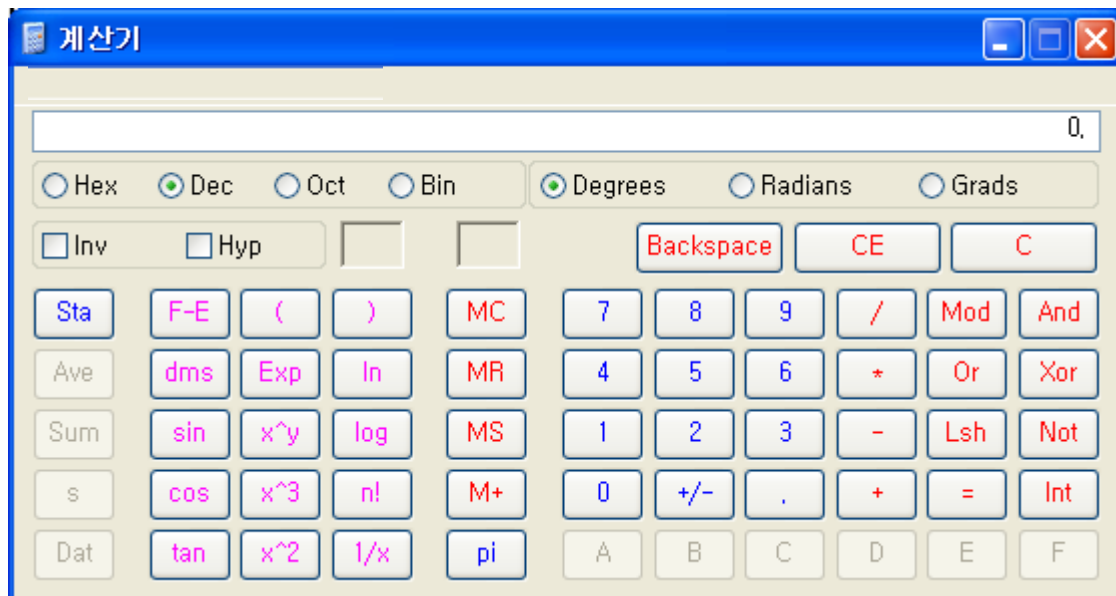 계산기
0.
Hex Dec Oct Bin Degrees Radians Grads
Inv Hyp Backspace CE C
Sta F-E ( ) MC 7 8 9 / Mod And
Ave dms Exp ln MR 4 5 6 * Or Xor
Sum sin x^y log MS 1 2 3 - Lsh Not
s cos x^3 n! M+ 0 +/- . + = Int
Dat tan x^2 1/x pi A B C D E F